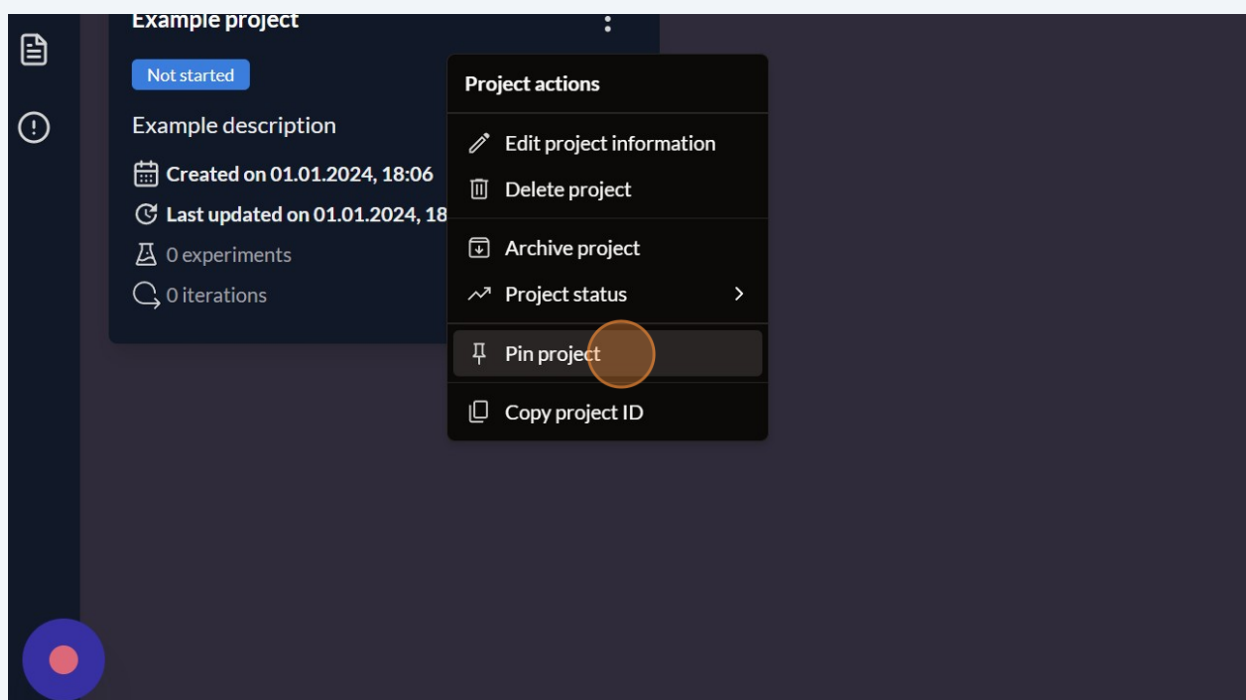 Example project
Not started
Example description
Created on 01.01.2024, 18:06
Last updated on 01.01.2024, 18
0 experiments
0 iterations
Project actions
Edit project information
Delete project
Archive project
Project status
Pin project
Copy project ID